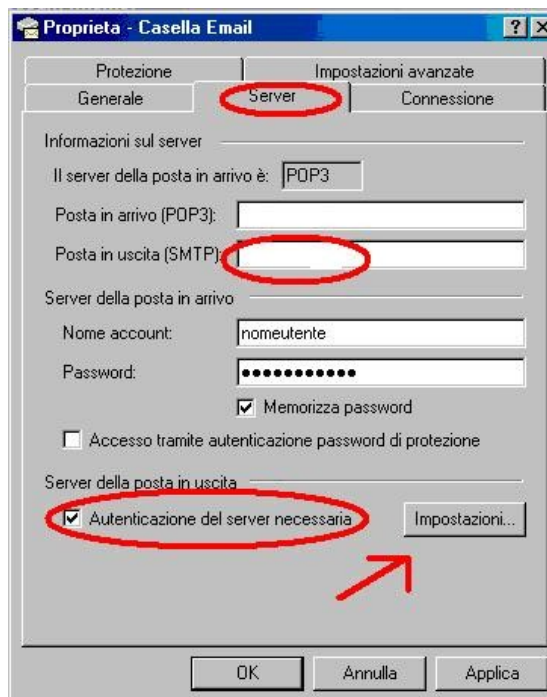 Proprieta - Casella Email
Protezione
Impostazioni avanzate
Generale
Server
Connessione
Informazioni sul server
Il server della posta in arrivo è: POP3
Posta in arrivo (POP3):
Posta in uscita (SMTP):
Server della posta in arrivo
Nome account: nomeutente
Password: ●●●●●●●●●●●
Memorizza password
Accesso tramite autenticazione password di protezione
Server della posta in uscita
Autenticazione del server necessaria
Impostazioni...
OK
Annulla
Applica